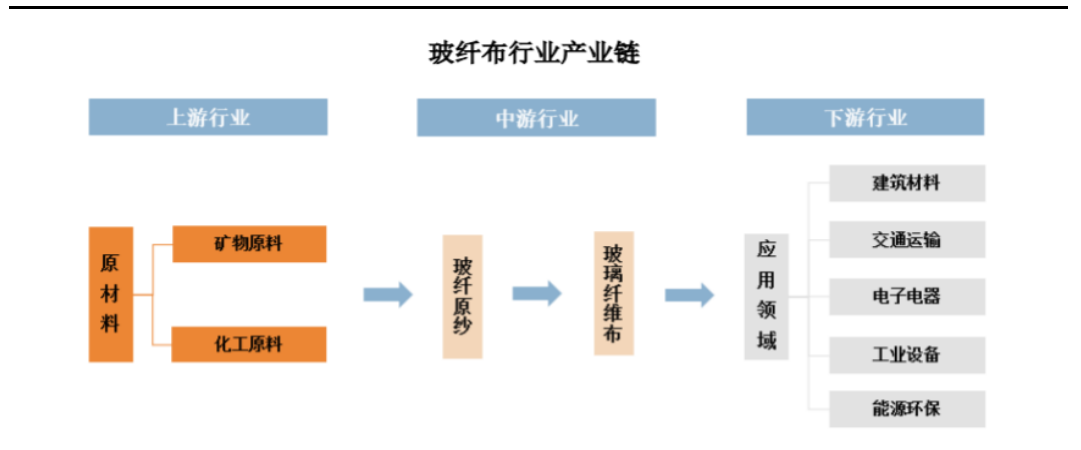 玻纤布行业产业链
上游行业
中游行业
下游行业
原材料
矿物原料
化工原料
玻纤原纱
玻璃纤维布
应用领域
建筑材料
交通运输
电子电器
工业设备
能源环保